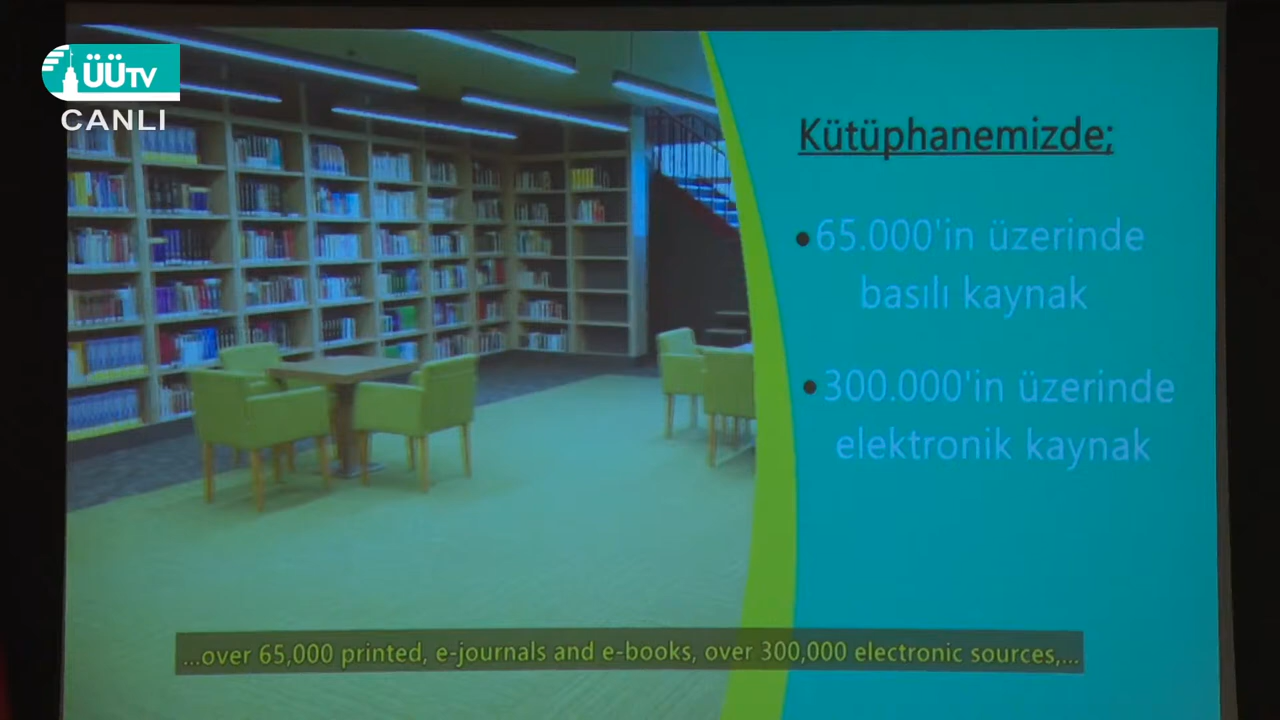 ÜÜTV
CANLI
Kütüphanemizde;
•65.000'in üzerinde
basılı kaynak
•300.000'in üzerinde
elektronik kaynak
...over 65,000 printed, e-journals and e-books, over 300,000 electronic sources,...